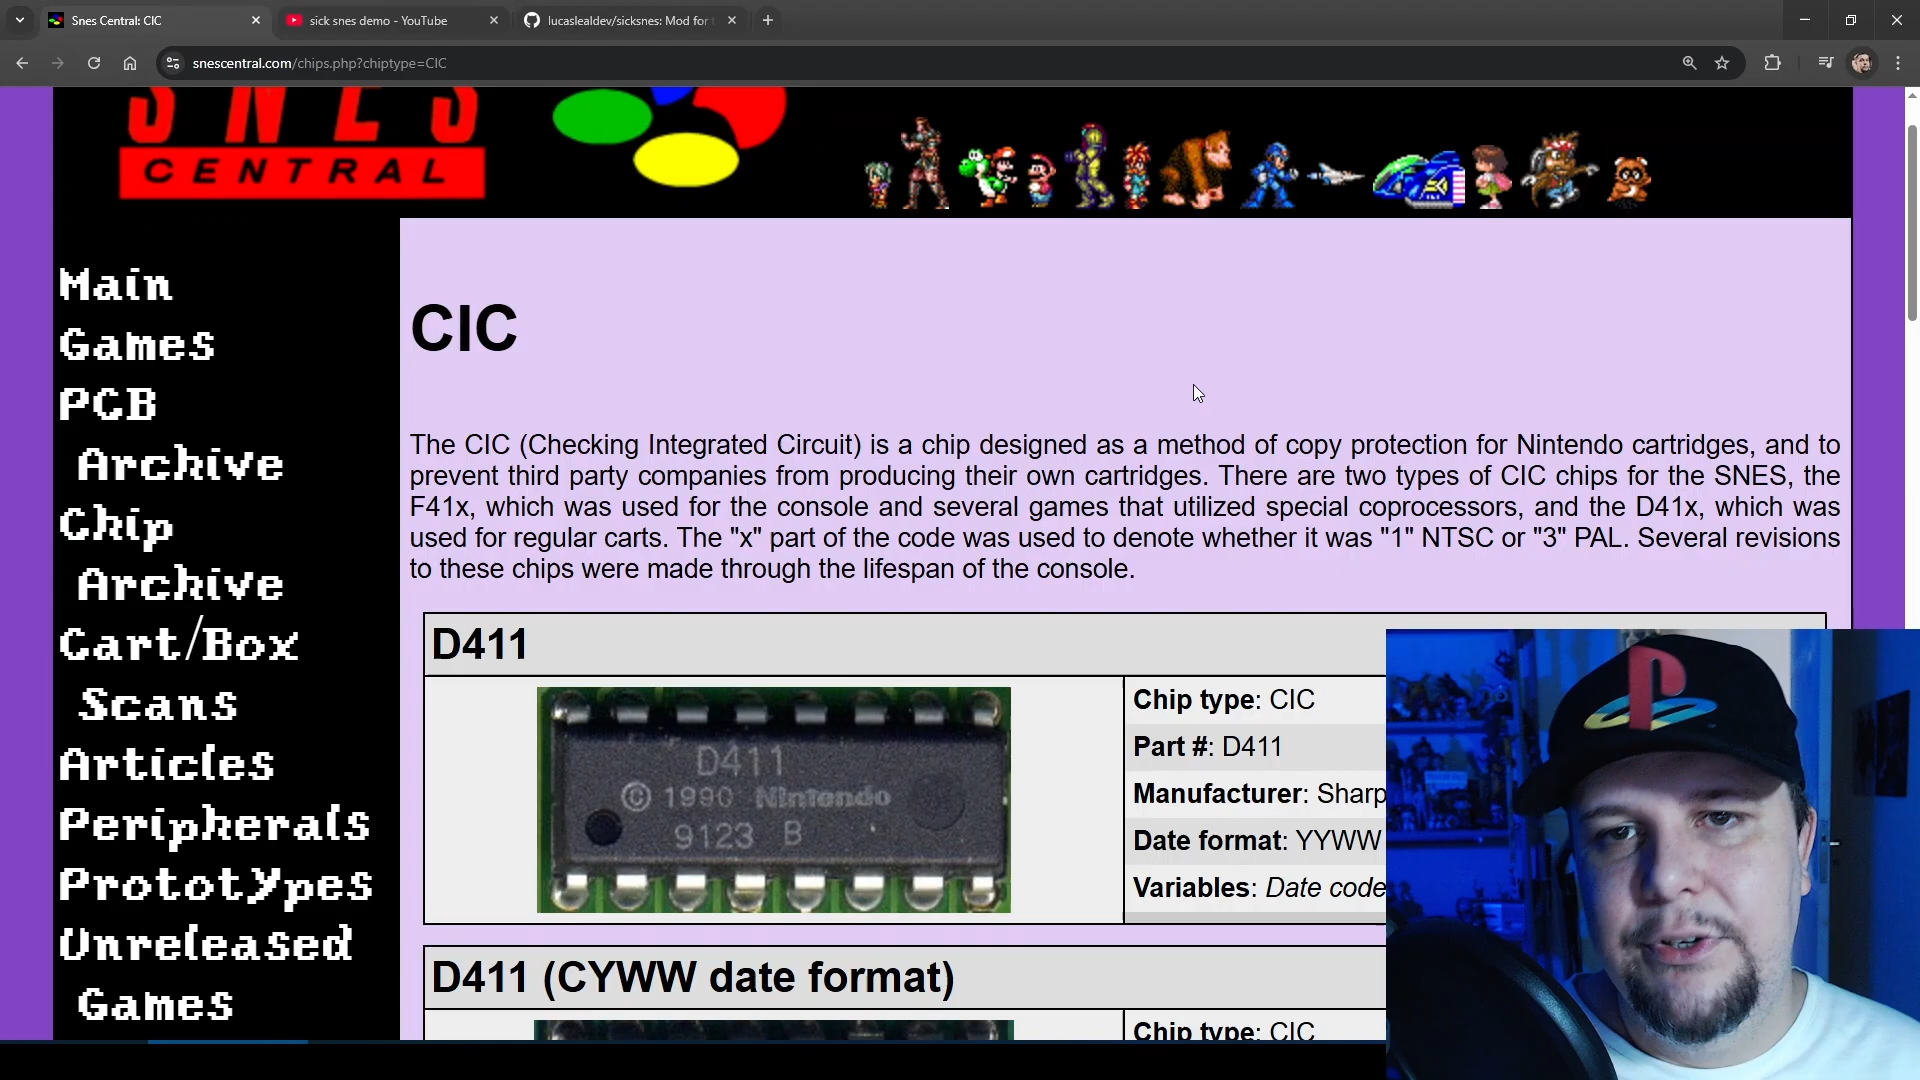 Snes Central: CIC
sick snes demo - YouTube
lucaslealdev/sicksnes: Mod for
snescentral.com/chips.php?chiptype=CIC
SNES
CENTRAL
Main
Games
PCB
Archive
Chip
Archive
Cart/Box
Scans
Articles
Peripherals
Prototypes
Unreleased
Games
CIC
The CIC (Checking Integrated Circuit) is a chip designed as a method of copy protection for Nintendo cartridges, and to
prevent third party companies from producing their own cartridges. There are two types of CIC chips for the SNES, the
F41x, which was used for the console and several games that utilized special coprocessors, and the D41x, which was
used for regular carts. The "x" part of the code was used to denote whether it was "1" NTSC or "3" PAL. Several revisions
to these chips were made through the lifespan of the console.
D411
D411
© 1990 Nintendo
9123 B
Chip type: CIC
Part #: D411
Manufacturer: Sharp
Date format: YYWW
Variables: Date code
D411 (CYWW date format)
Chip type: CIC